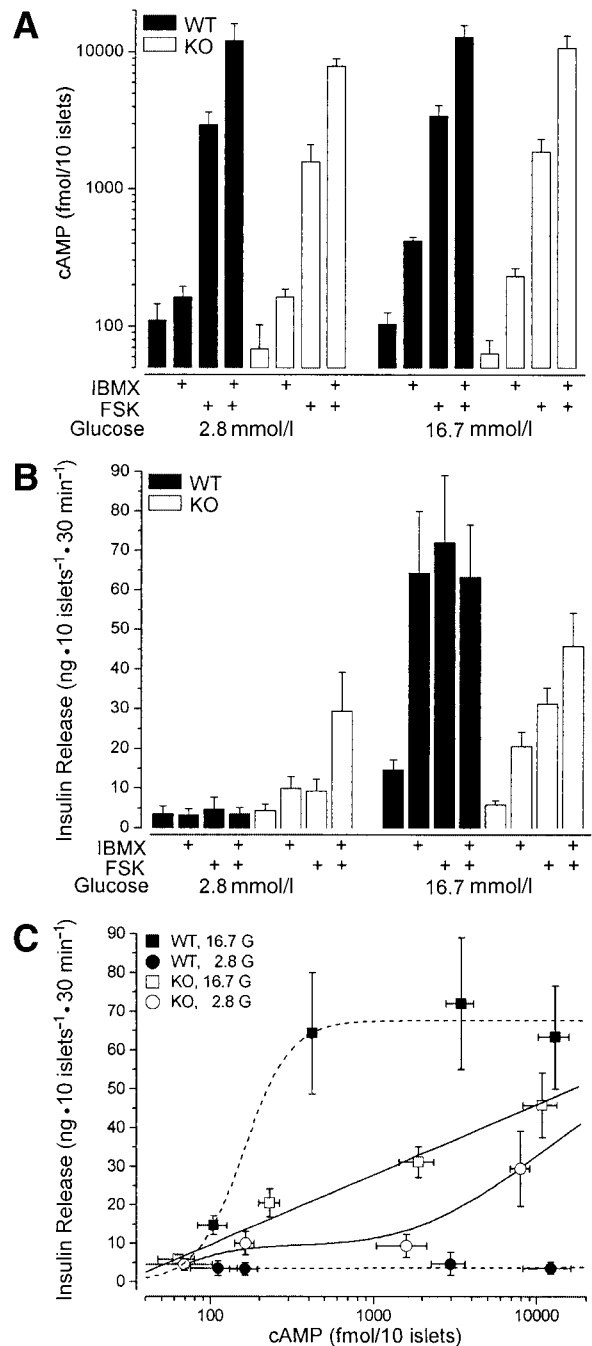 A
WT
KO
cAMP (fmol/10 islets)
10000
1000
100
IBMX + + + + + + + +
FSK + + + + + + + +
Glucose 2.8 mmol/l 16.7 mmol/l
B
WT
KO
Insulin Release (ng•10 islets⁻¹•30 min⁻¹)
90
80
70
60
50
40
30
20
10
0
IBMX + + + + + + + +
FSK + + + + + + + +
Glucose 2.8 mmol/l 16.7 mmol/l
C
WT, 16.7 G
WT, 2.8 G
KO, 16.7 G
KO, 2.8 G
Insulin Release (ng•10 islets⁻¹•30 min⁻¹)
90
80
70
60
50
40
30
20
10
0
100 1000 10000
cAMP (fmol/10 islets)